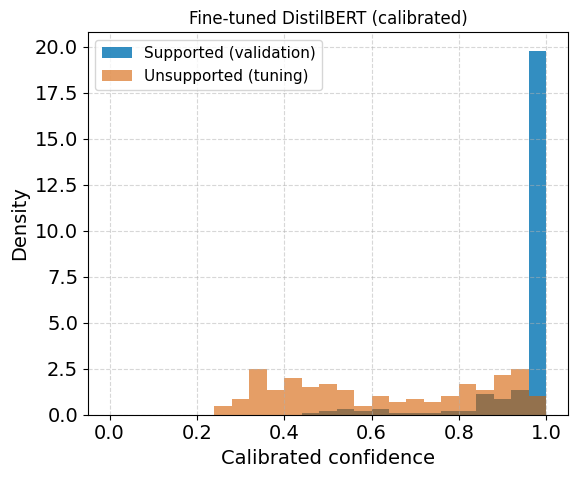 Fine-tuned DistilBERT (calibrated)
Supported (validation)
Unsupported (tuning)
20.0
17.5
15.0
12.5
10.0
7.5
5.0
2.5
0.0
Density
0.0 0.2 0.4 0.6 0.8 1.0
Calibrated confidence